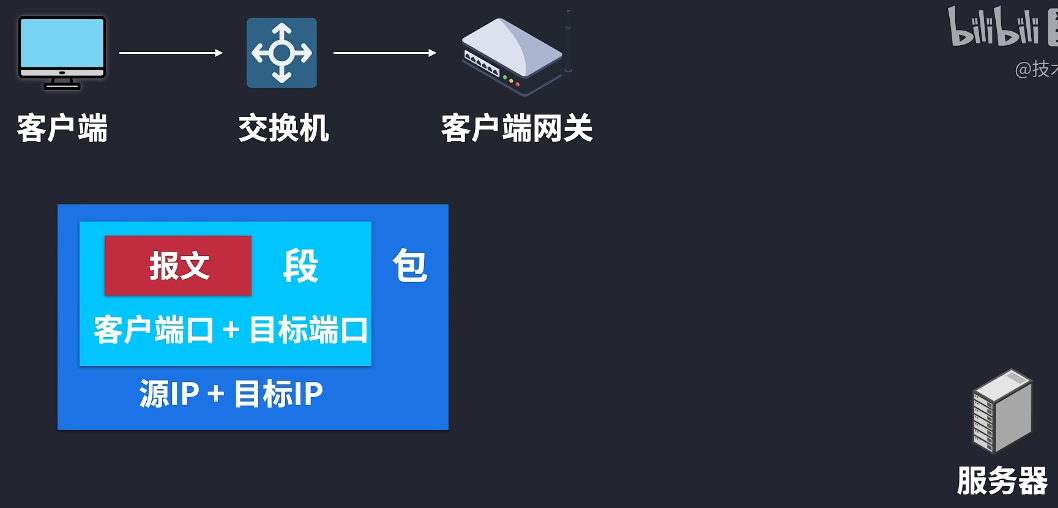 bilibili
@技术
客户端
交换机
客户端网关
报文
段
包
客户端口 + 目标端口
源IP + 目标IP
服务器